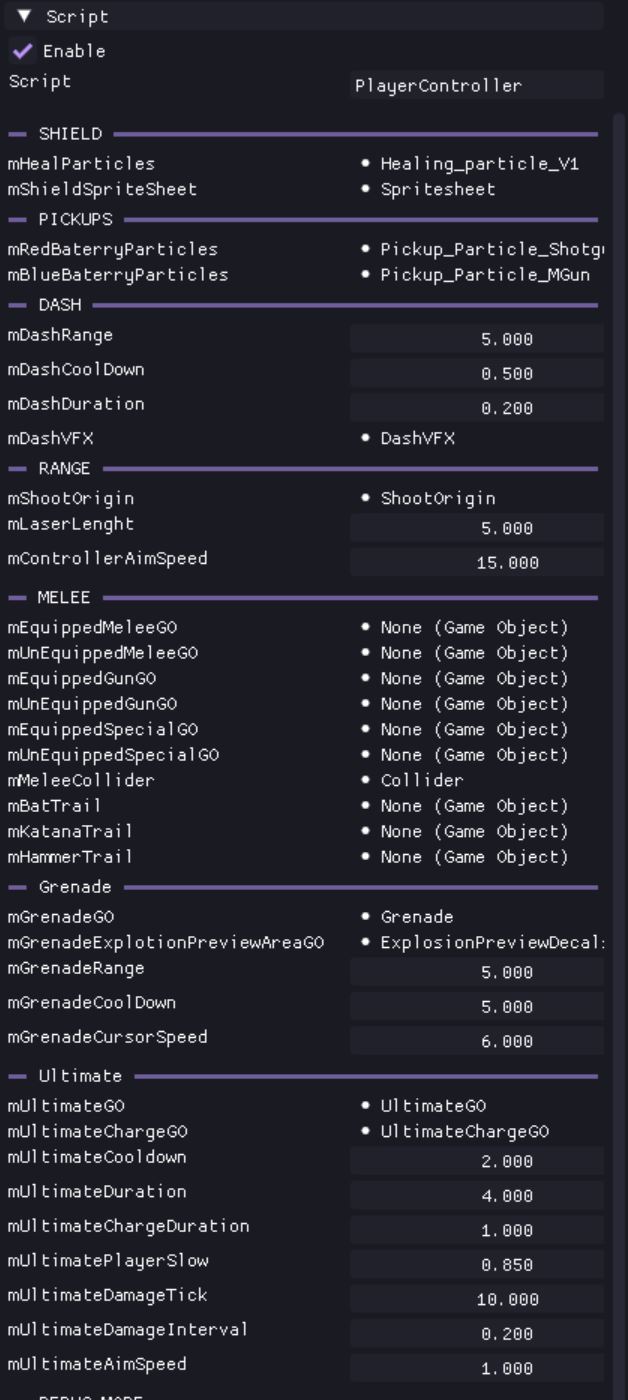 Script
Enable
Script PlayerController
SHIELD
mHealParticles Healing_particle_V1
mShieldSpriteSheet Spritesheet
PICKUPS
mRedBaterryParticles Pickup_Particle_Shotg
mBlueBaterryParticles Pickup_Particle_MGun
DASH
mDashRange 5.000
mDashCoolDown 0.500
mDashDuration 0.200
mDashVFX DashVFX
RANGE
mShootOrigin ShootOrigin
mLaserLenght 5.000
mControllerAimSpeed 15.000
MELEE
mEquippedMeleeGO None (Game Object)
mUnEquippedMeleeGO None (Game Object)
mEquippedGunGO None (Game Object)
mUnEquippedGunGO None (Game Object)
mEquippedSpecialGO None (Game Object)
mUnEquippedSpecialGO None (Game Object)
mMeleeCollider Collider
mBatTrail None (Game Object)
mKatanaTrail None (Game Object)
mHammerTrail None (Game Object)
Grenade
mGrenadeGO Grenade
mGrenadeExplotionPreviewAreaGO ExplosionPreviewDecal
mGrenadeRange 5.000
mGrenadeCoolDown 5.000
mGrenadeCursorSpeed 6.000
Ultimate
mUltimateGO UltimateGO
mUltimateChargeGO UltimateChargeGO
mUltimateCooldown 2.000
mUltimateDuration 4.000
mUltimateChargeDuration 1.000
mUltimatePlayerSlow 0.850
mUltimateDamageTick 10.000
mUltimateDamageInterval 0.200
mUltimateAimSpeed 1.000